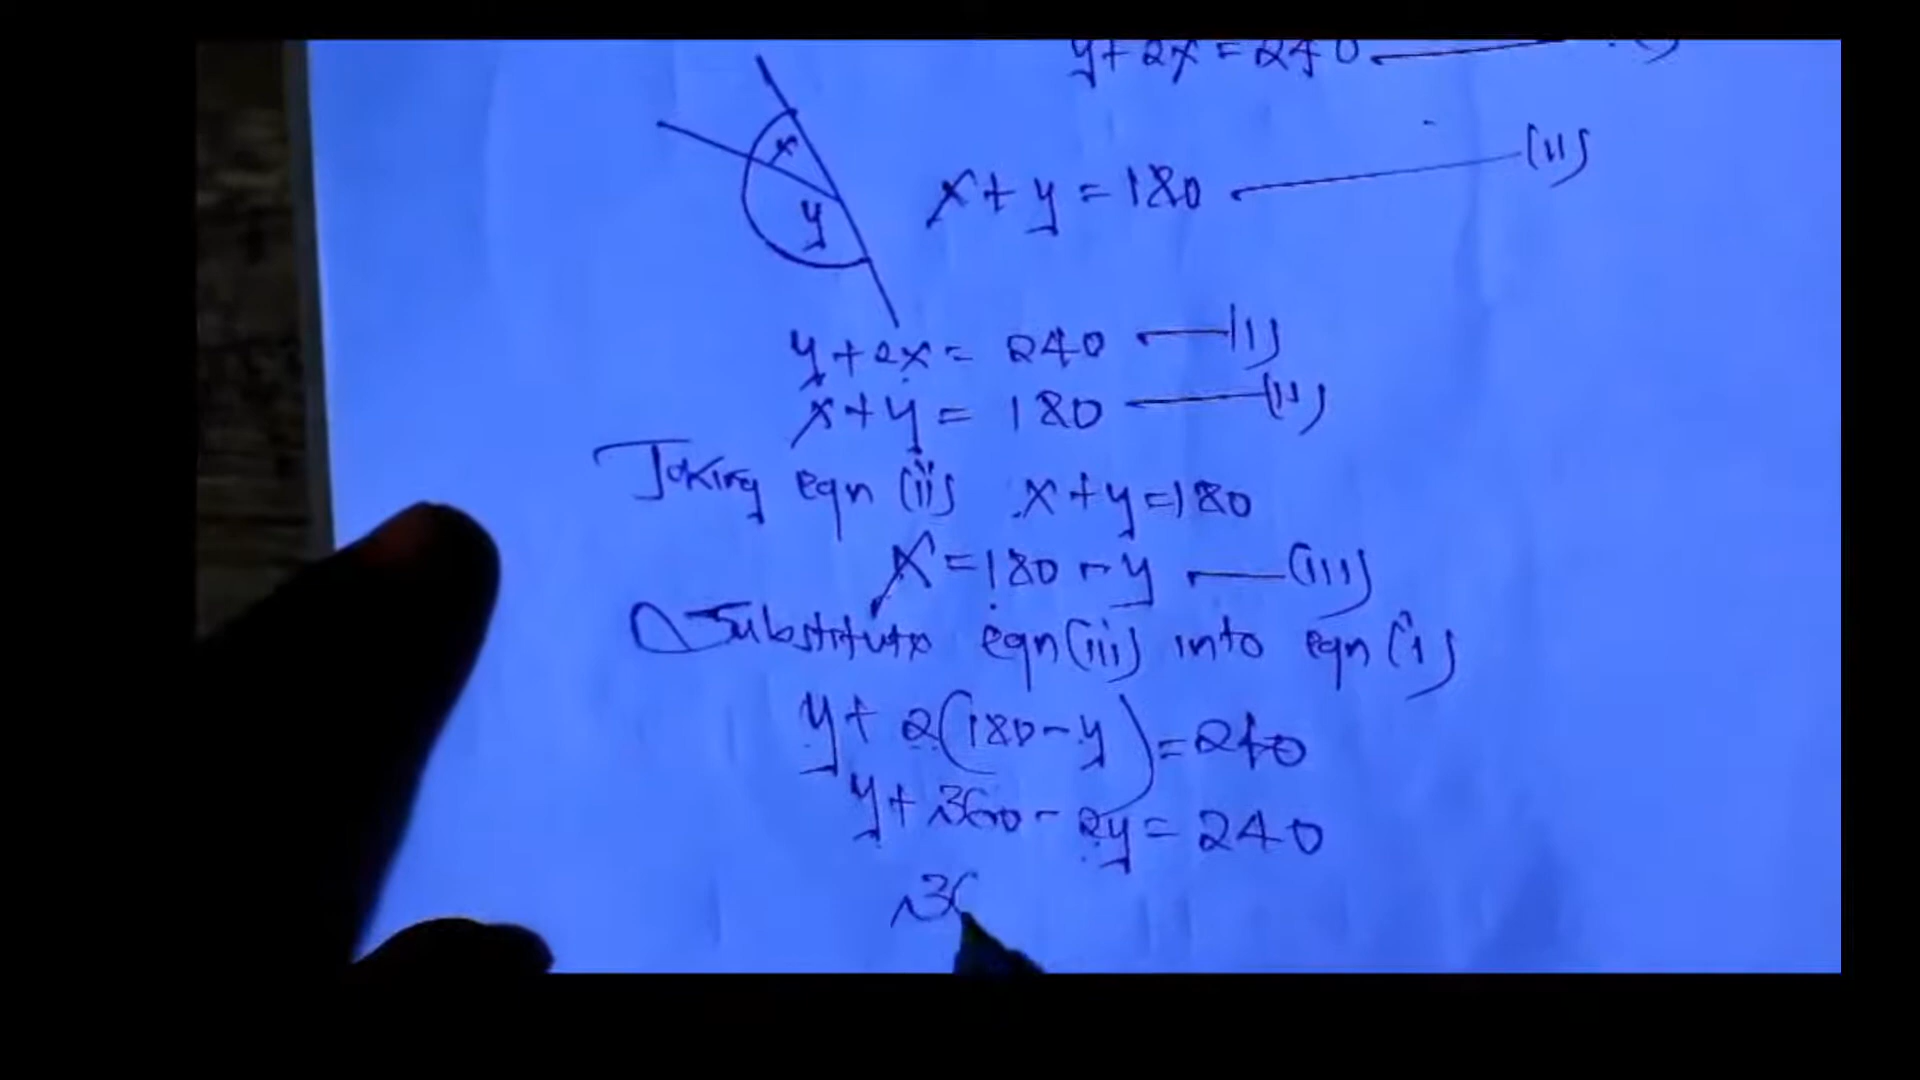 y+2x=240
x
y
x+y=180 (ii)
y+2x=240 (i)
x+y=180 (ii)
Taking eqn (ii) x+y=180
x=180-y (iii)
Substitute eqn(iii) into eqn(i)
y+2(180-y)=240
y+360-2y=240
36